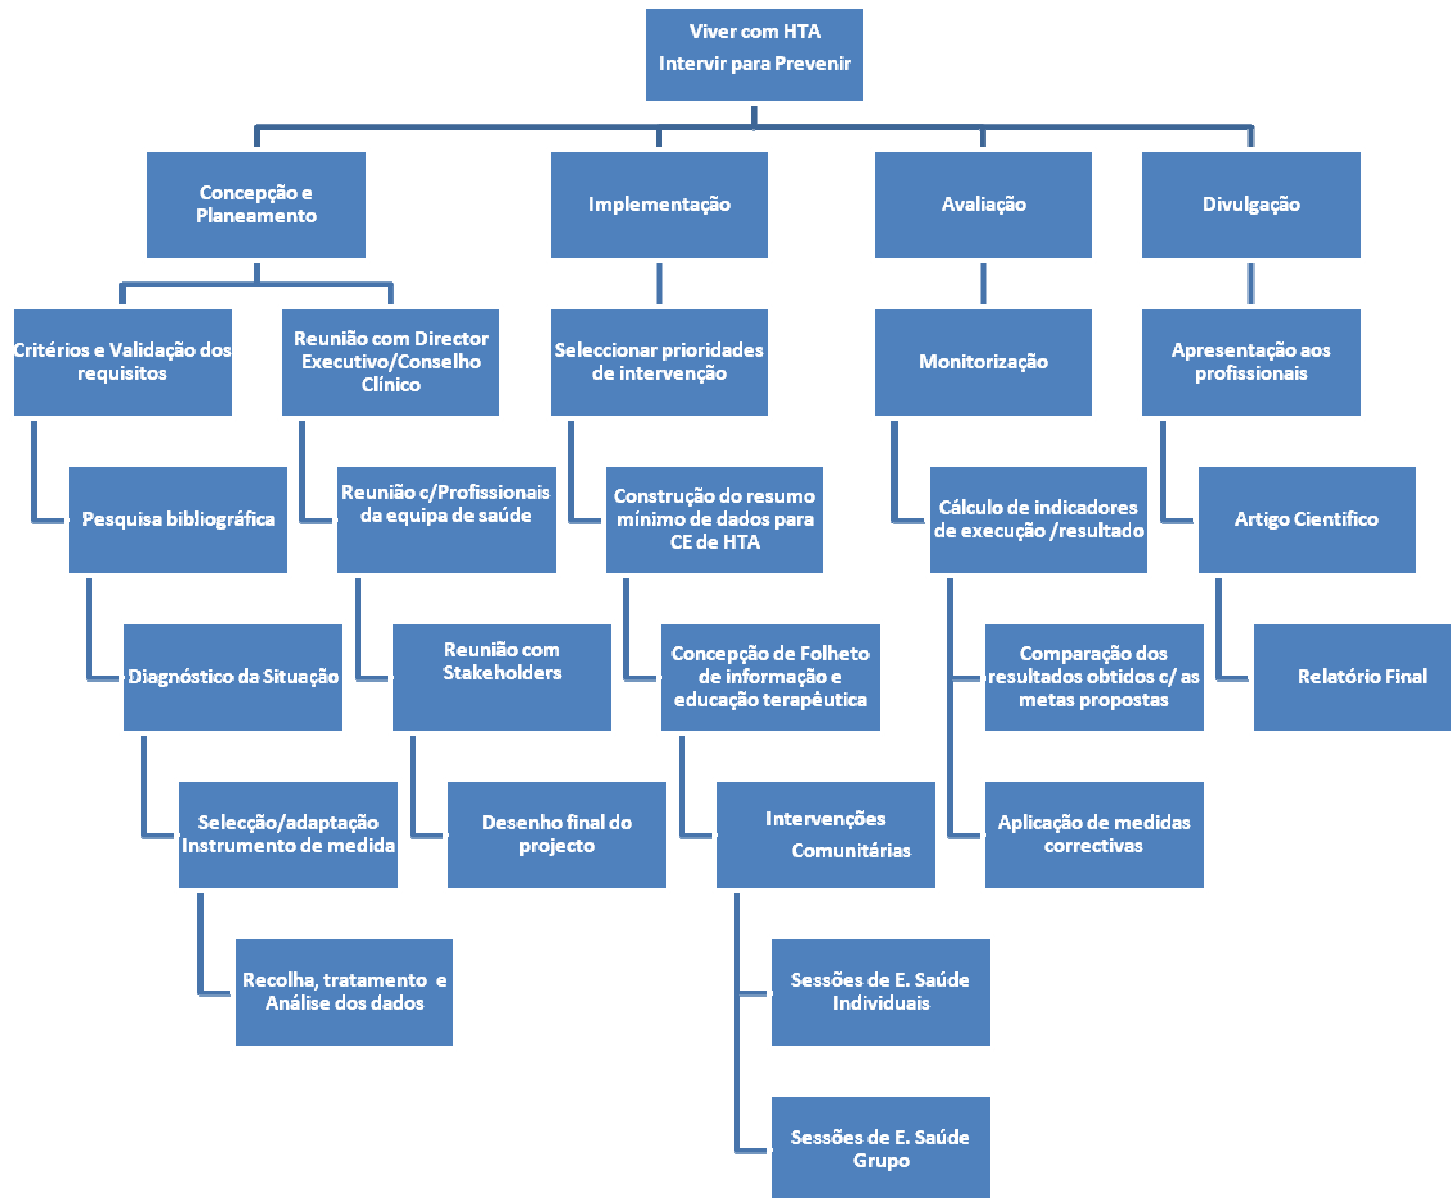 Viver com HTA
Intervir para Prevenir
Concepção e
Planeamento
Implementação
Avaliação
Divulgação
Critérios e Validação dos
requisitos
Reunião com Director
Executivo/Conselho
Clínico
Seleccionar prioridades
de intervenção
Monitorização
Apresentação aos
profissionais
Pesquisa bibliográfica
Reunião c/Profissionais
da equipa de saúde
Construção do resumo
mínimo de dados para
CE de HTA
Cálculo de indicadores
de execução /resultado
Artigo Científico
Diagnóstico da Situação
Reunião com
Stakeholders
Concepção de Folheto
de informação e
educação terapêutica
Comparação dos
resultados obtidos c/ as
metas propostas
Relatório Final
Selecção/adaptação
Instrumento de medida
Desenho final do
projecto
Intervenções
Comunitárias
Aplicação de medidas
correctivas
Recolha, tratamento e
Análise dos dados
Sessões de E. Saúde
Individuais
Sessões de E. Saúde
Grupo